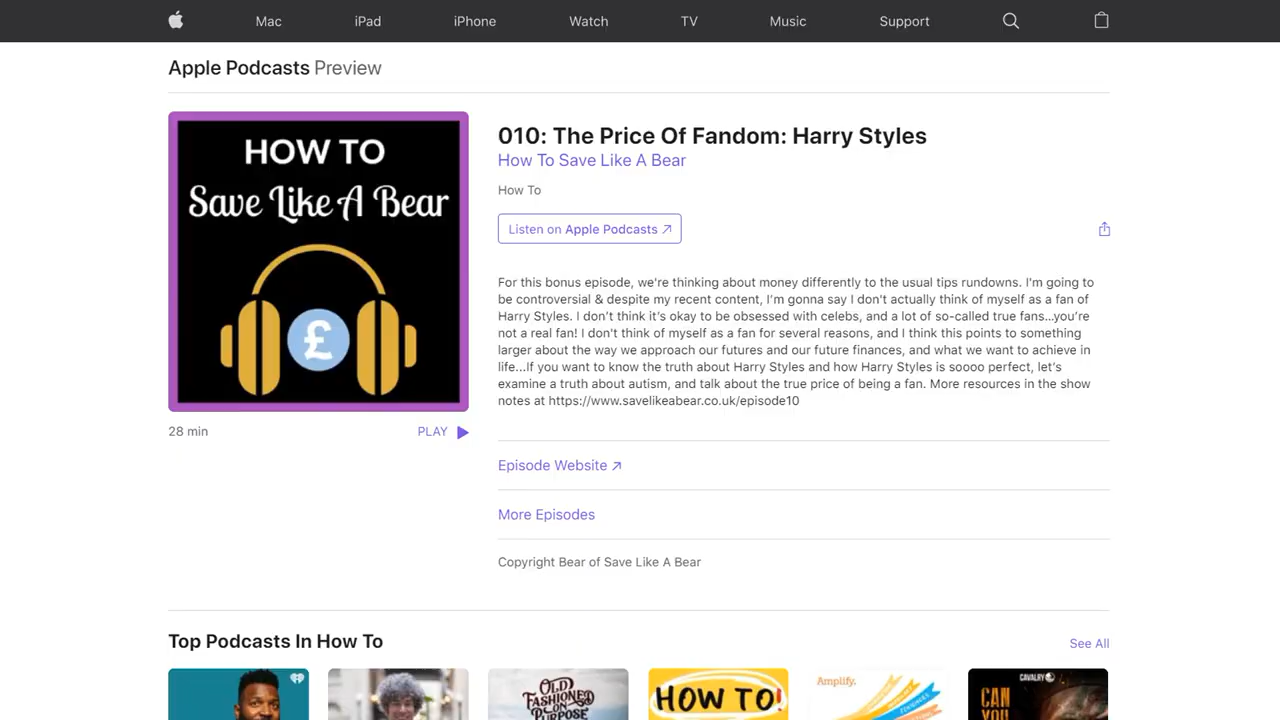 Mac iPad iPhone Watch TV Music Support
Apple Podcasts Preview
HOW TO
Save Like A Bear
£
28 min
PLAY
010: The Price Of Fandom: Harry Styles
How To Save Like A Bear
How To
Listen on Apple Podcasts
For this bonus episode, we're thinking about money differently to the usual tips rundowns. I'm going to
be controversial & despite my recent content, I'm gonna say I don't actually think of myself as a fan of
Harry Styles. I don't think it's okay to be obsessed with celebs, and a lot of so-called true fans...you're
not a real fan! I don't think of myself as a fan for several reasons, and I think this points to something
larger about the way we approach our futures and our future finances, and what we want to achieve in
life...If you want to know the truth about Harry Styles and how Harry Styles is soooo perfect, let's
examine a truth about autism, and talk about the true price of being a fan. More resources in the show
notes at https://www.savelikeabear.co.uk/episode10
Episode Website
More Episodes
Copyright Bear of Save Like A Bear
Top Podcasts In How To
See All
OLD
FASHIONED
ON
PURPOSE
HOW TO!
Amplify.
CAVALRY
CAN
YOU